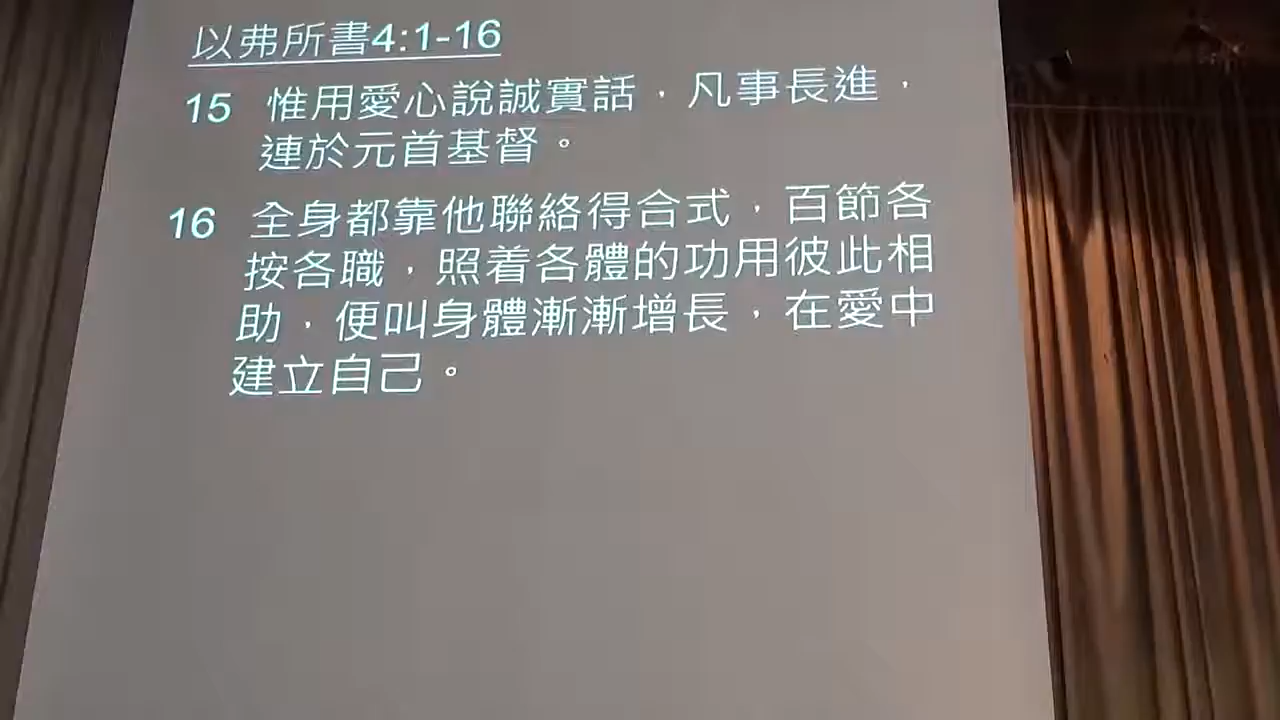 以弗所書4:1-16
15 惟用愛心說誠實話，凡事長進，
連於元首基督。
16 全身都靠他聯絡得合式，百節各
按各職，照着各體的功用彼此相
助，便叫身體漸漸增長，在愛中
建立自己。